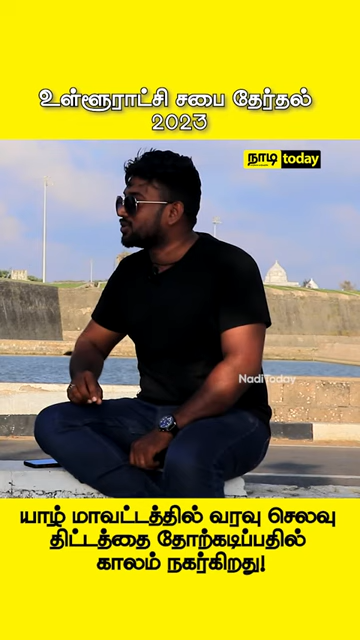 உள்ளூராட்சி சபை தேர்தல்
2023
நாடி today
NadiToday
யாழ் மாவட்டத்தில் வரவு செலவு
திட்டத்தை தோற்கடிப்பதில்
காலம் நகர்கிறது!